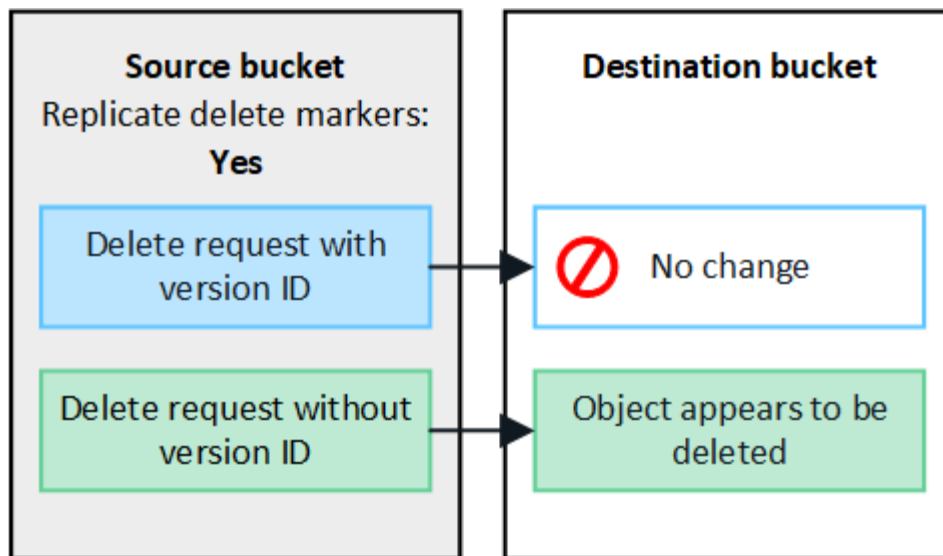 Source bucket
Replicate delete markers:
Yes
Delete request with
version ID
Delete request without
version ID
Destination bucket
No change
Object appears to be
deleted